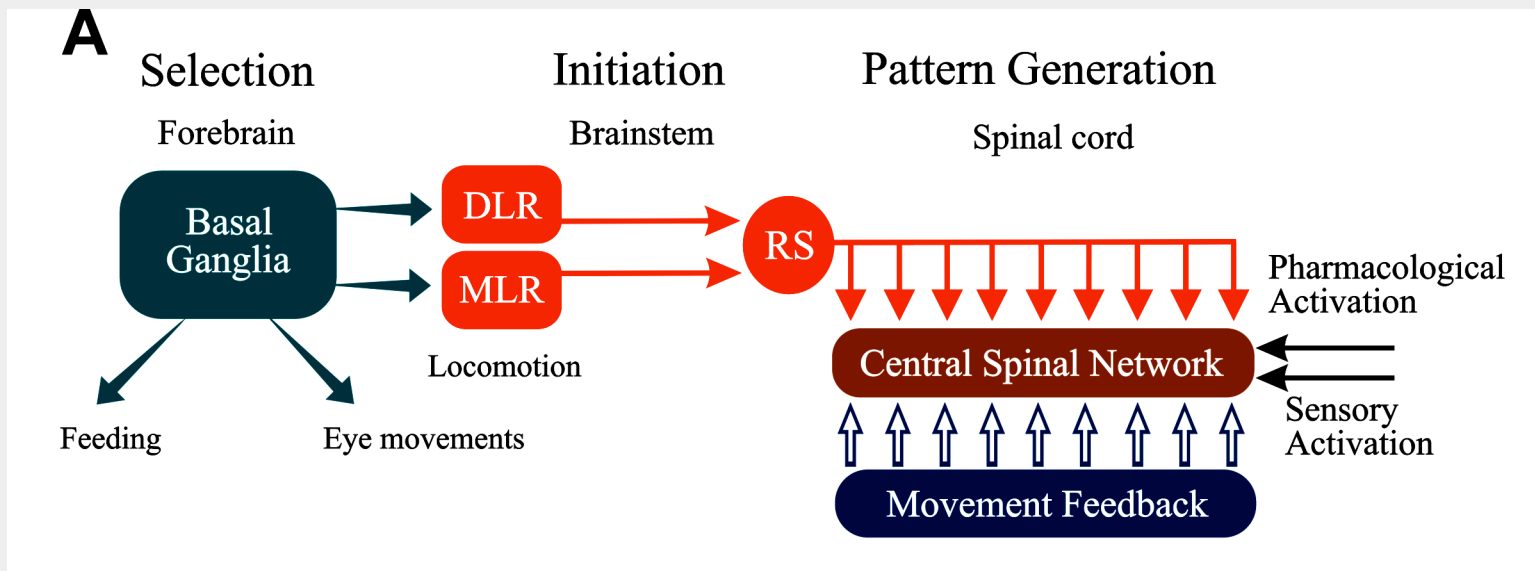 A
Selection
Initiation
Pattern Generation
Forebrain
Brainstem
Spinal cord
Basal
Ganglia
DLR
MLR
RS
Locomotion
Feeding
Eye movements
Pharmacological
Activation
Central Spinal Network
Sensory
Activation
Movement Feedback